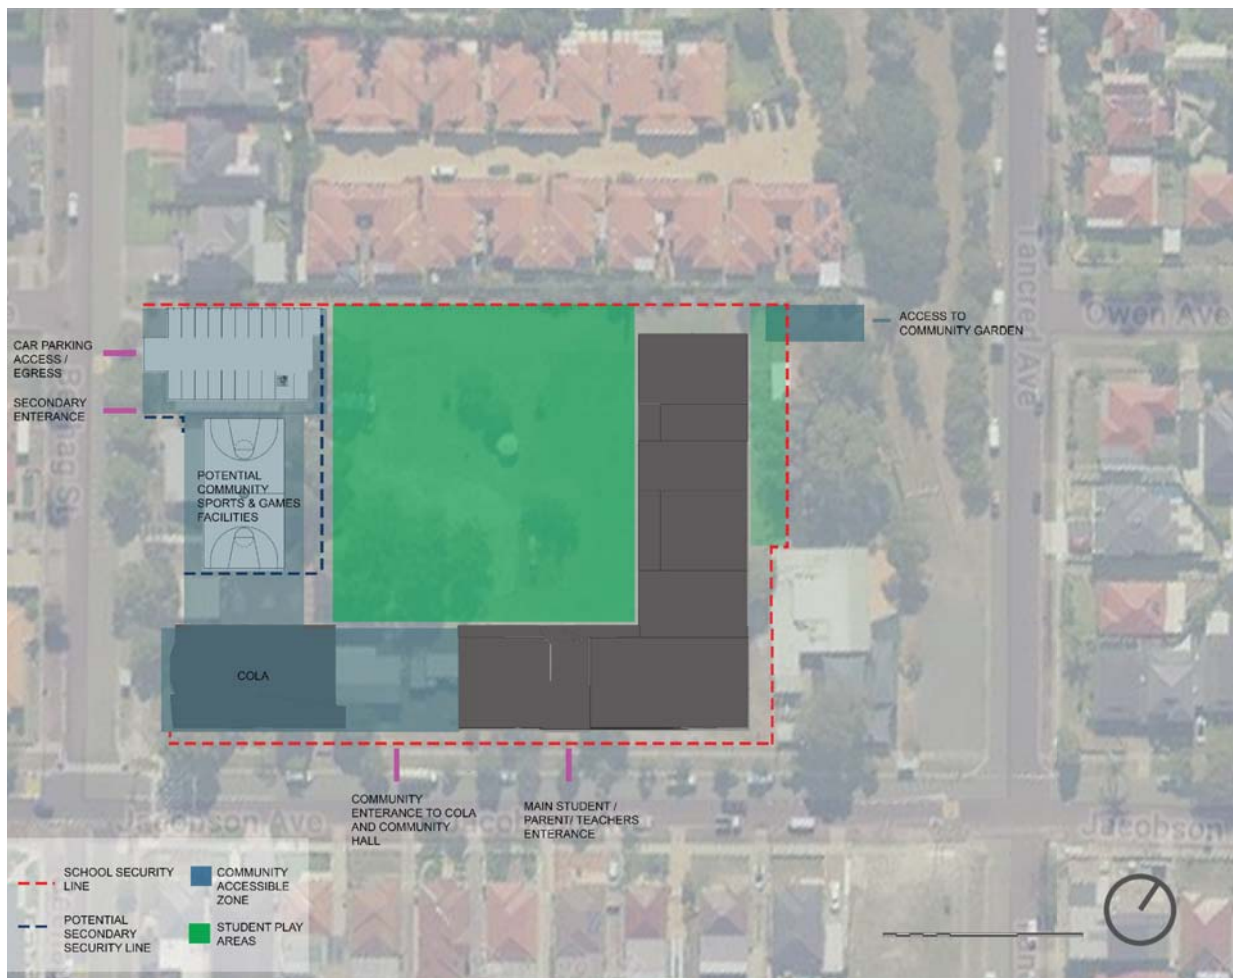 Tancred Ave
Owen Ave
ACCESS TO
COMMUNITY GARDEN
CAR PARKING
ACCESS /
EGRESS
SECONDARY
ENTERANCE
POTENTIAL
COMMUNITY
SPORTS & GAMES
FACILITIES
COLA
COMMUNITY
ENTERANCE TO COLA
AND COMMUNITY
HALL
MAIN STUDENT /
PARENT/ TEACHERS
ENTERANCE
Jacobson Ave
Jacobson
SCHOOL SECURITY
LINE
COMMUNITY
ACCESSIBLE
ZONE
POTENTIAL
SECONDARY
SECURITY LINE
STUDENT PLAY
AREAS